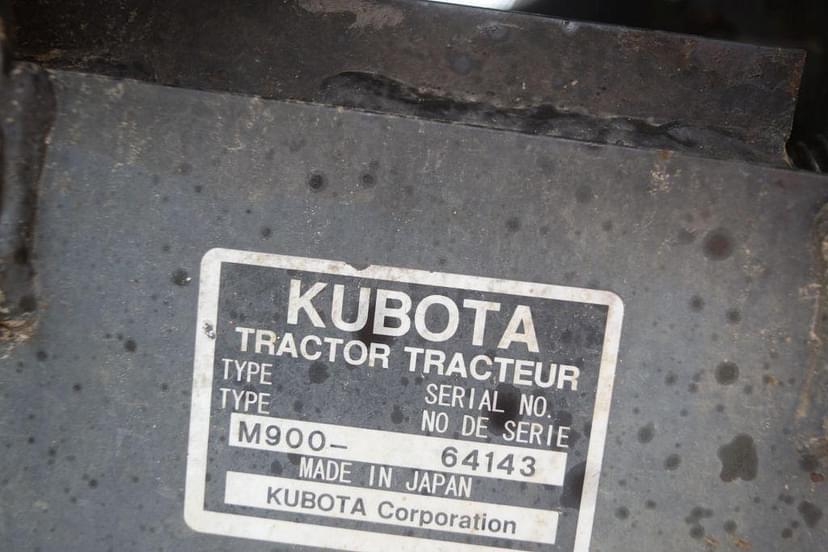 KUBOTA
TRACTOR TRACTEUR
TYPE
TYPE
SERIAL NO.
NO DE SERIE
M900- 64143
MADE IN JAPAN
KUBOTA Corporation